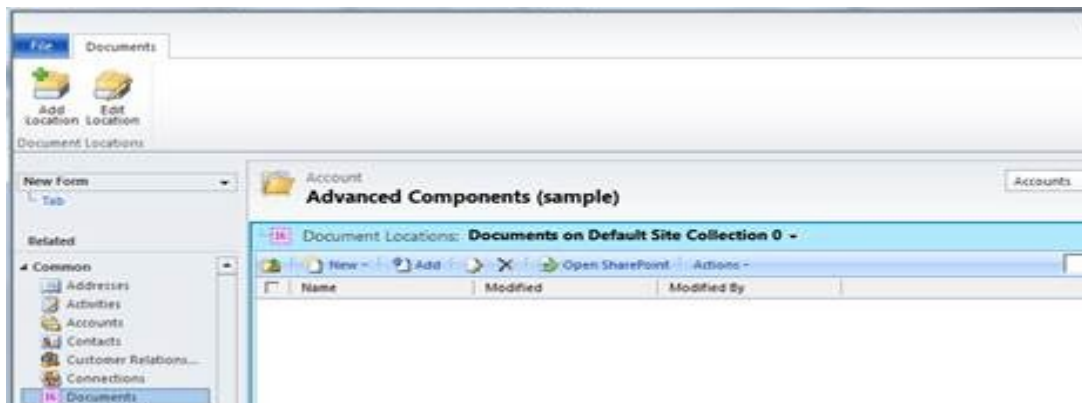 File Documents
Add Location Edit Location
Document Locations
New Form
Tab
Related
Common
Addresses
Activities
Accounts
Contacts
Customer Relations...
Connections
Documents
Account
Advanced Components (sample)
Accounts
Document Locations: Documents on Default Site Collection 0
New Add Open SharePoint Actions
Name Modified Modified By